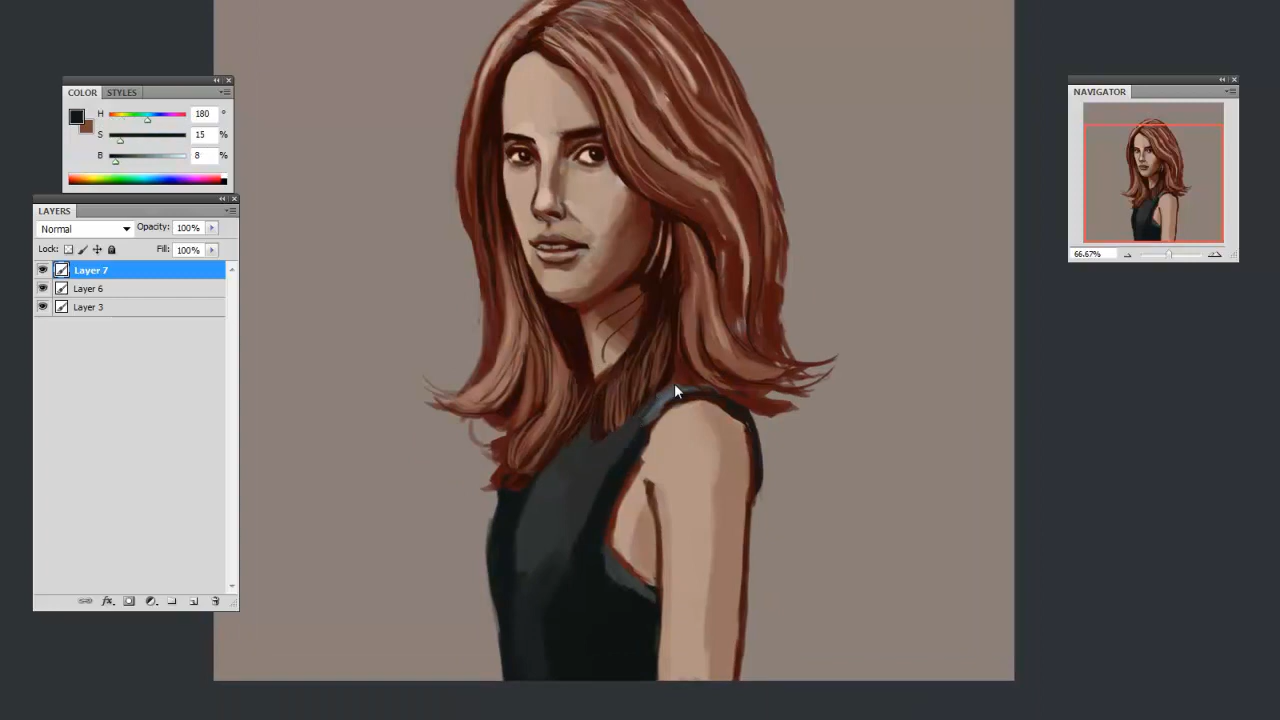 COLOR STYLES
H 180 °
S 15 %
B 8 %
LAYERS
Normal Opacity: 100%
Lock: Fill: 100%
Layer 7
Layer 6
Layer 3
fx
NAVIGATOR
66.67%